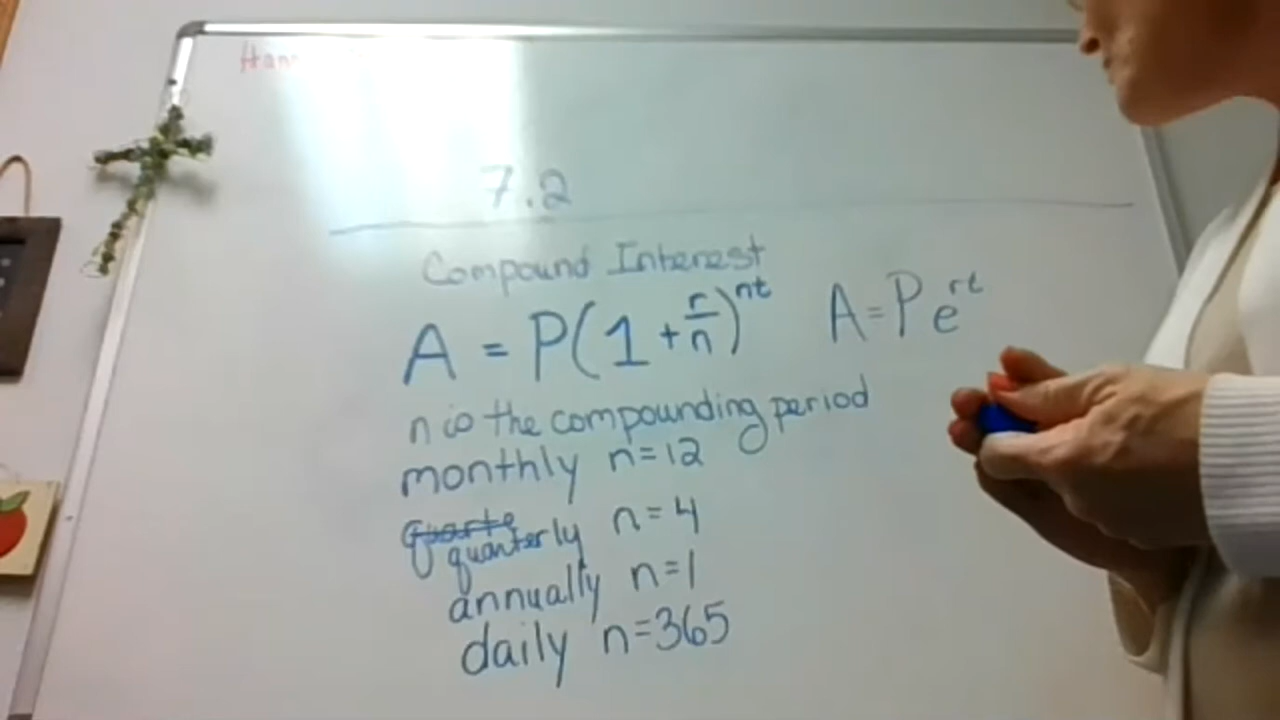 Han
7.2
Compound Interest
A = P(1 + r/n)^nt A = Pe^rt
n is the compounding period
monthly n=12
quarterly n=4
annually n=1
daily n=365